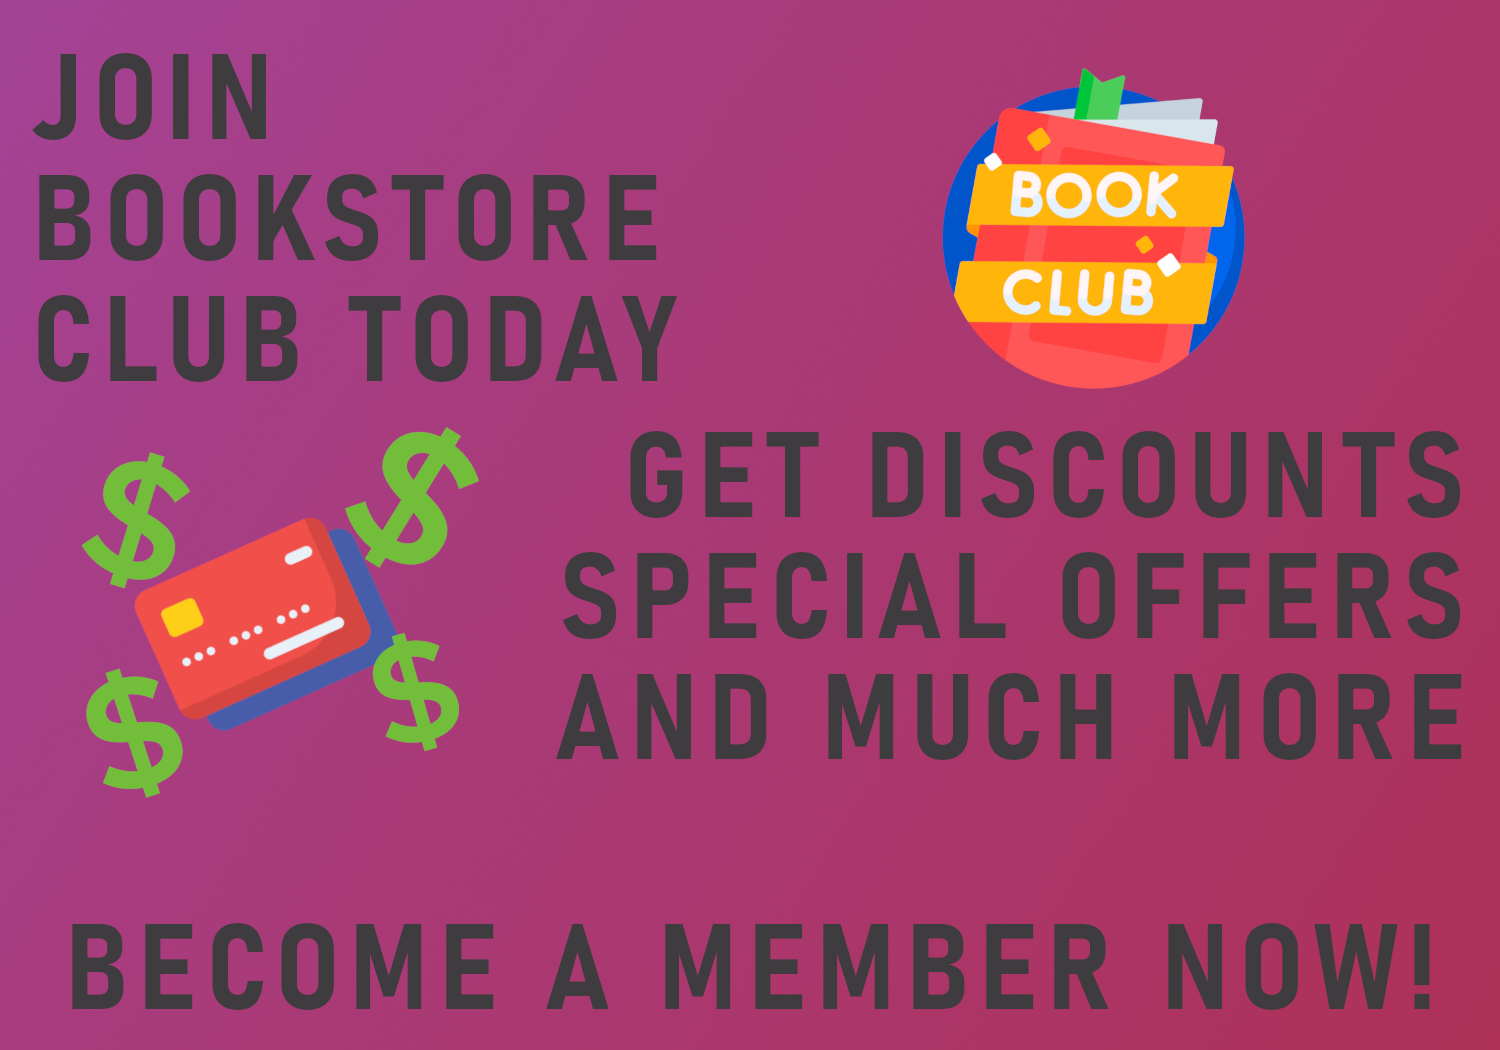 JOIN
BOOKSTORE
CLUB TODAY
BOOK
CLUB
GET DISCOUNTS
SPECIAL OFFERS
AND MUCH MORE
$ $
$ $
BECOME A MEMBER NOW!